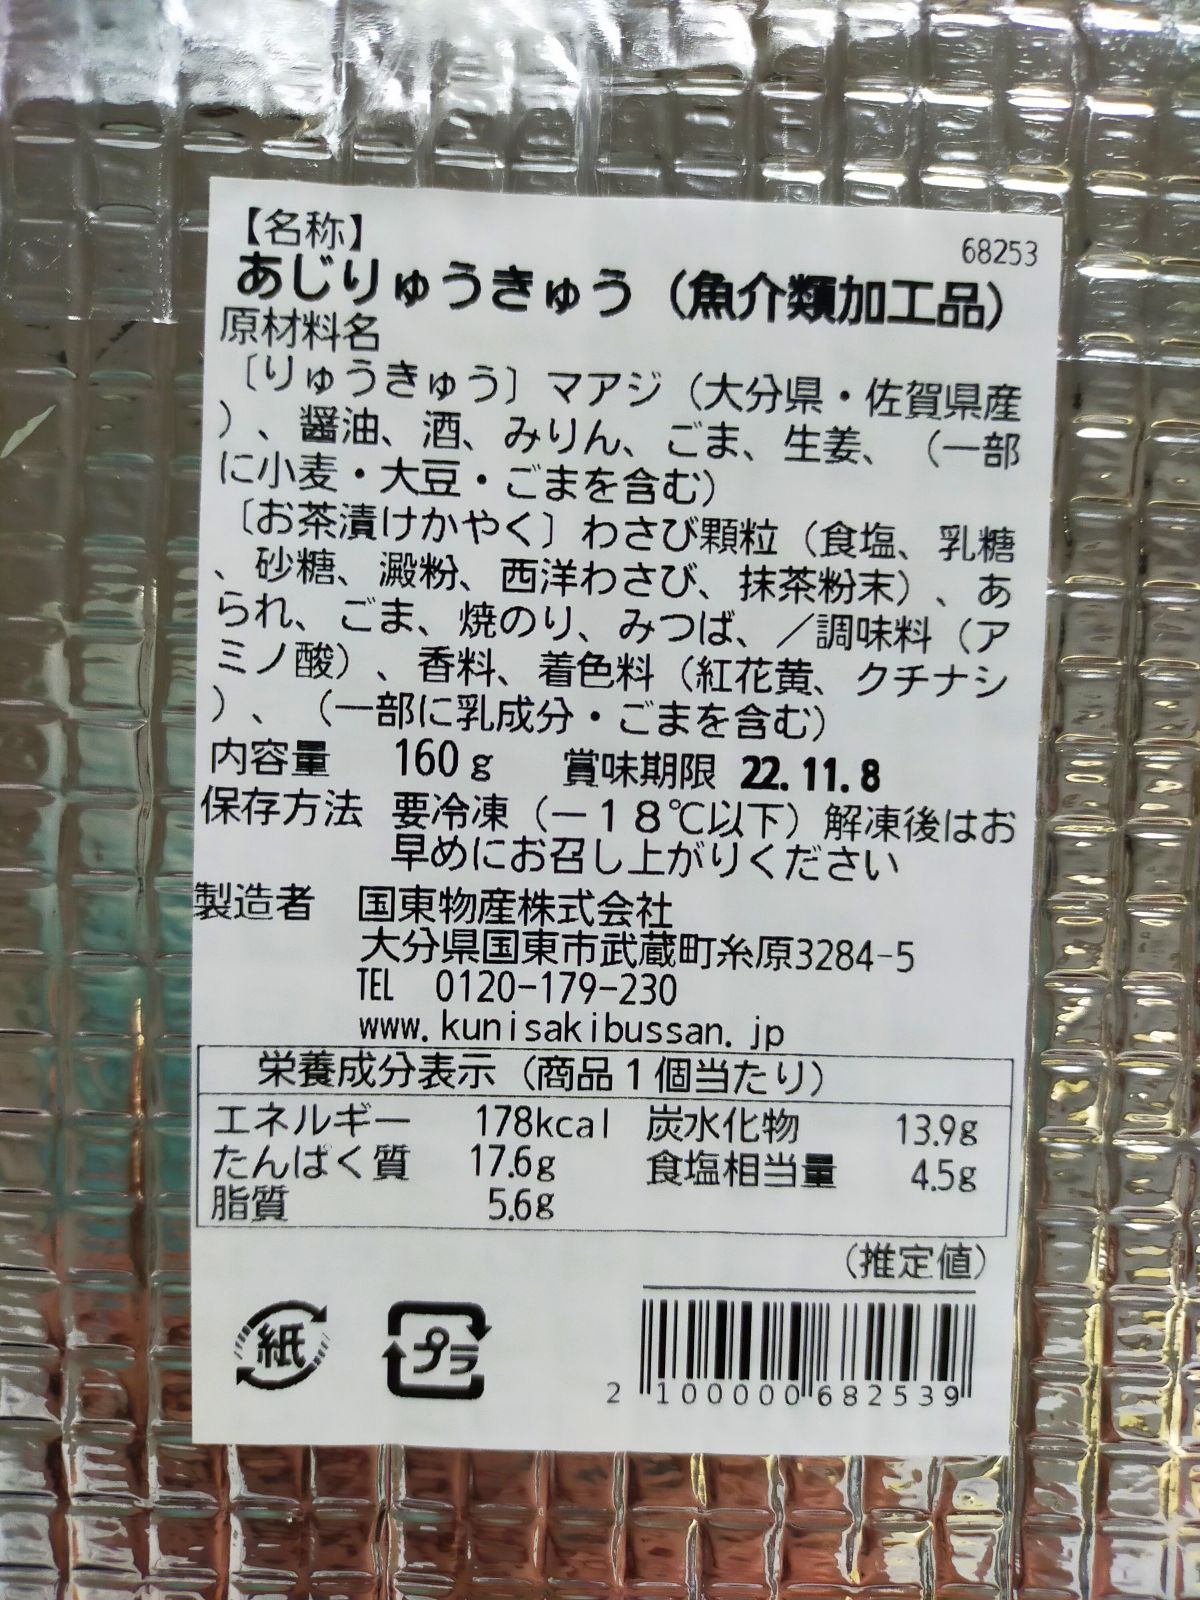 【名称】
68253
あじりゅうきゅう（魚介類加工品）
原材料名
〔りゅうきゅう〕マアジ（大分県・佐賀県産
）、醤油、酒、みりん、ごま、生姜、（一部
に小麦・大豆・ごまを含む）
〔お茶漬けかやく〕わさび顆粒（食塩、乳糖
、砂糖、澱粉、西洋わさび、抹茶粉末）、あ
られ、ごま、焼のり、みつば、／調味料（ア
ミノ酸）、香料、着色料（紅花黄、クチナシ
）、（一部に乳成分・ごまを含む）
内容量 160g 賞味期限 22.11.8
保存方法 要冷凍（－１８℃以下）解凍後はお
早めにお召し上がりください
製造者 国東物産株式会社
大分県国東市武蔵町糸原3284-5
TEL 0120-179-230
www.kunisakibussan.jp
栄養成分表示（商品１個当たり）
エネルギー 178kcal 炭水化物 13.9g
たんぱく質 17.6g 食塩相当量 4.5g
脂質 5.6g
（推定値）
紙 プラ
2 100000 682539